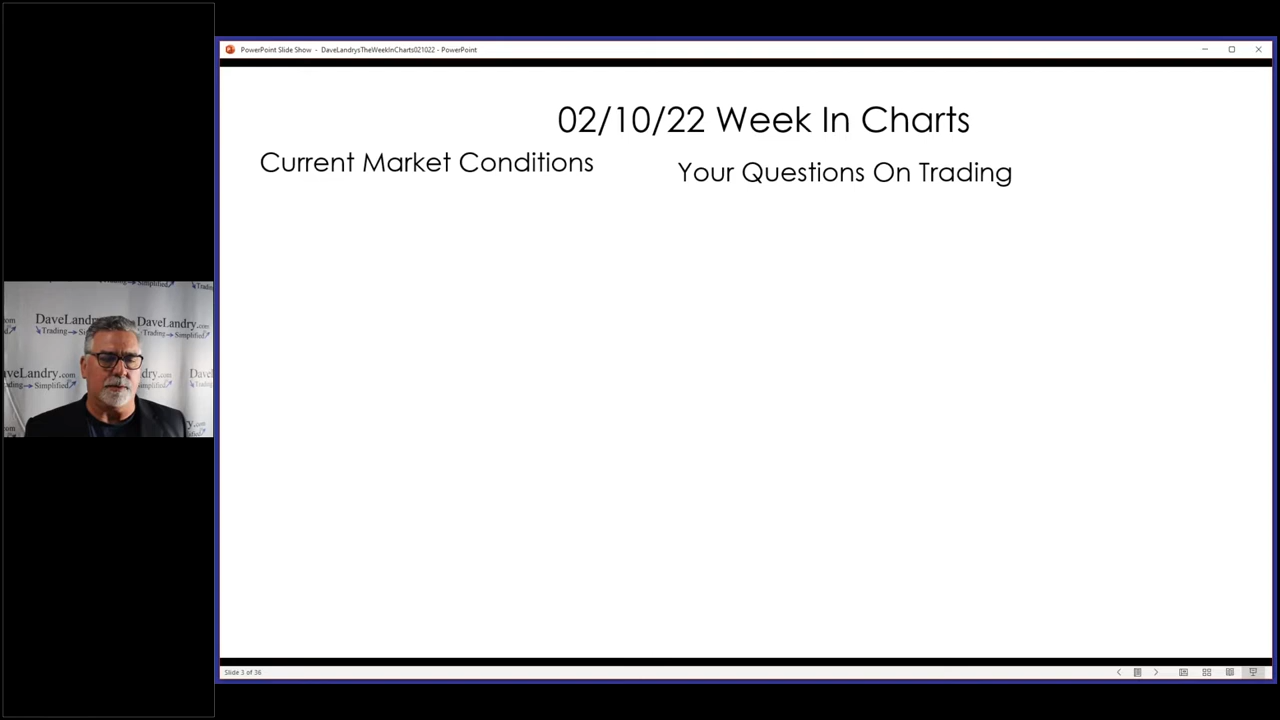 PowerPoint Slide Show - DaveLandrysTheWeekInCharts021022 - PowerPoint
02/10/22 Week In Charts
Current Market Conditions
Your Questions On Trading
DaveLandry.com
Trading Simplified
Slide 3 of 36